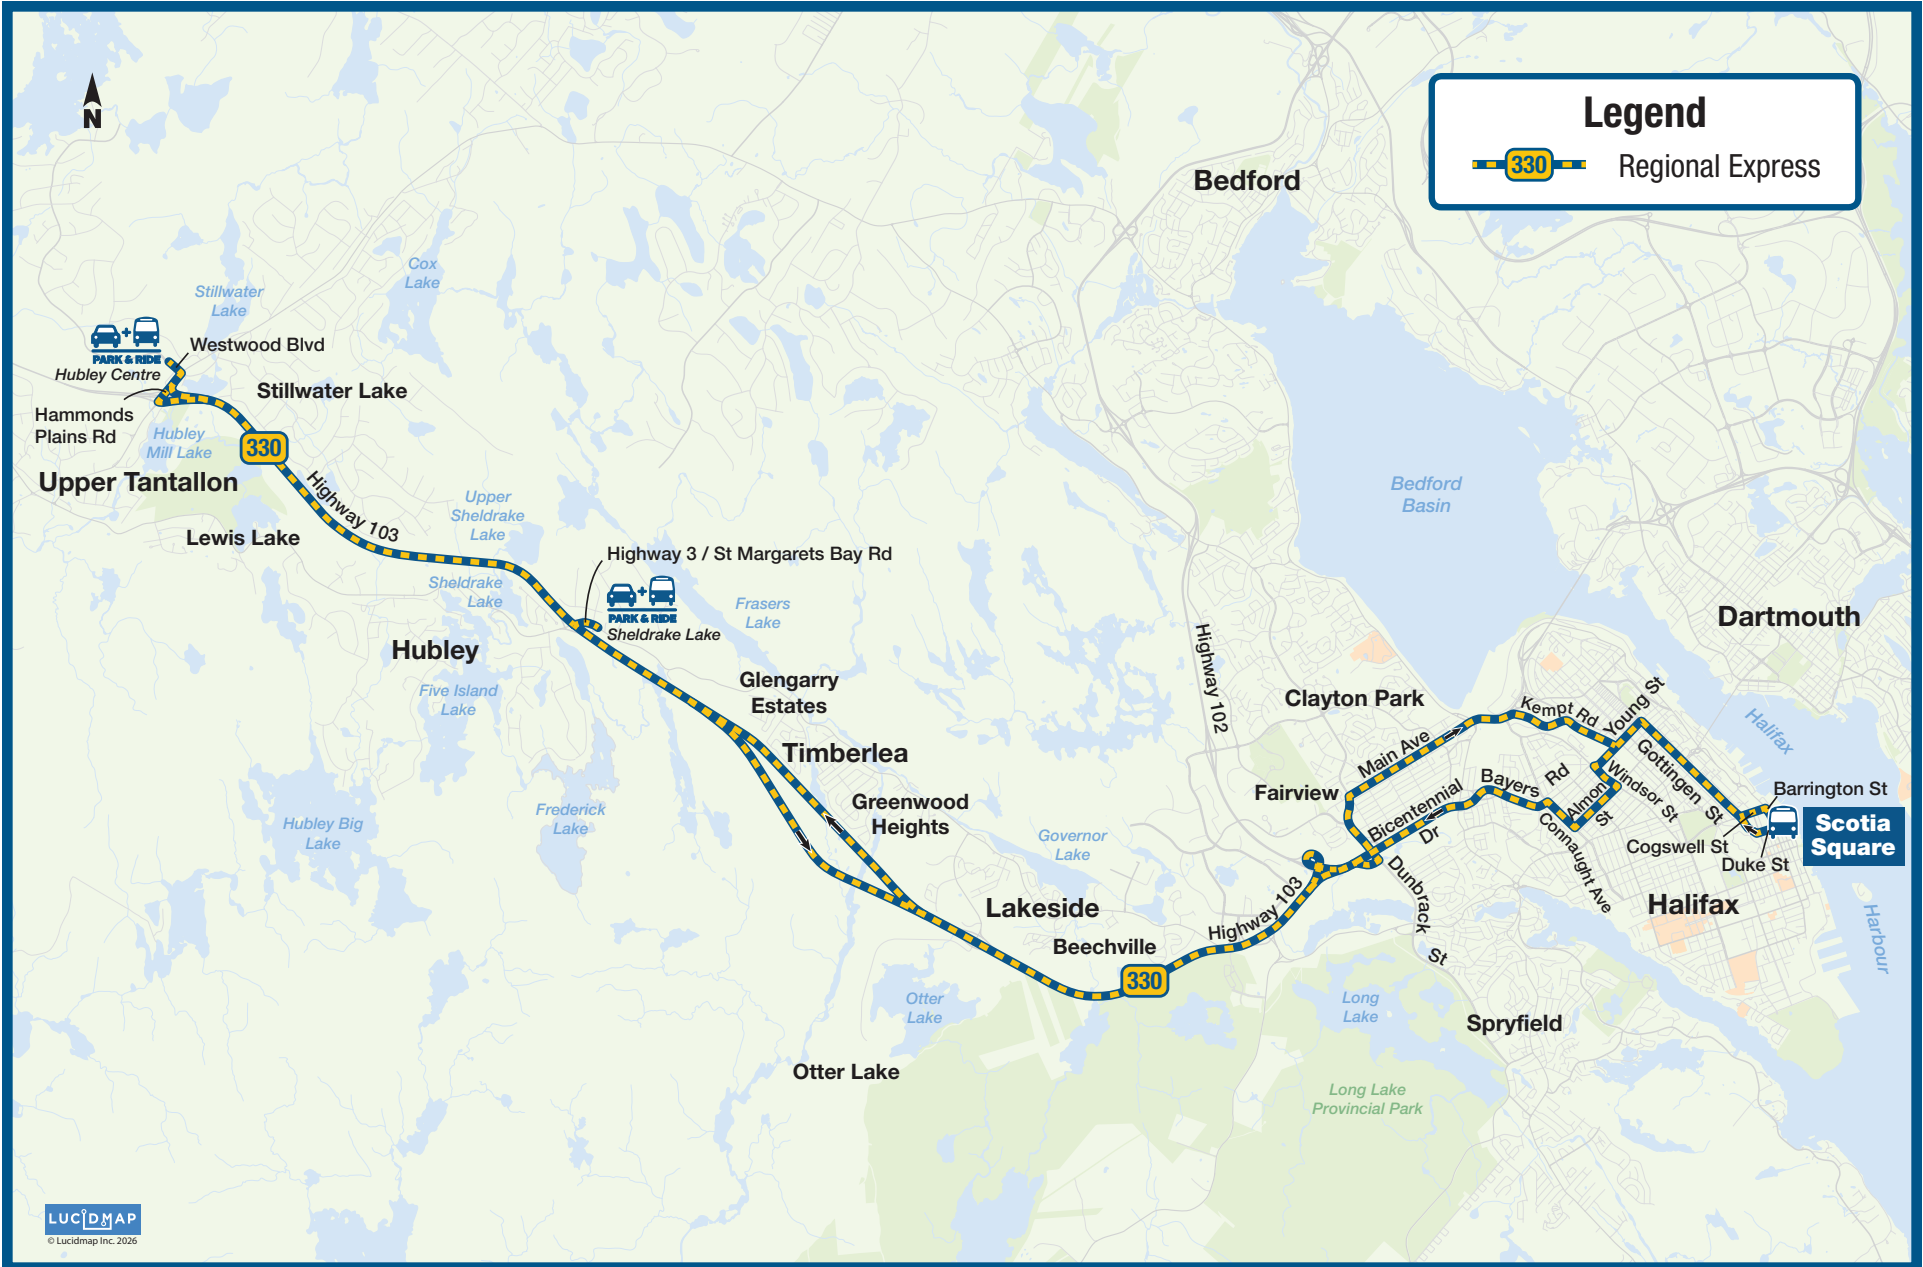 N
Legend
330 Regional Express
Bedford
Cox
Lake
Stillwater
Lake
PARK & RIDE
Hubley Centre
Westwood Blvd
Stillwater Lake
Hammonds
Plains Rd
Hubley
Mill Lake
330
Upper Tantallon
Highway 103
Lewis Lake
Upper
Sheldrake
Lake
Bedford
Basin
Highway 3 / St Margarets Bay Rd
Sheldrake
Lake
PARK & RIDE
Sheldrake Lake
Frasers
Lake
Dartmouth
Hubley
Highway 102
Glengarry
Estates
Five Island
Lake
Clayton Park
Kempt Rd
Young St
Halifax
Harbour
Timberlea
Main Ave
Gottingen St
Fairview
Bicentennial
Dr
Bayers Rd
Windsor St
Almon
St
Barrington St
Greenwood
Heights
Frederick
Lake
Hubley Big
Lake
Governor
Lake
Connaught Ave
Cogswell St
Duke St
Scotia
Square
Dunbrack
St
Lakeside
Highway 103
Halifax
Beechville
330
Otter
Lake
Long
Lake
Spryfield
Otter Lake
Long Lake
Provincial Park
LUCIDMAP
© Lucidmap Inc. 2026